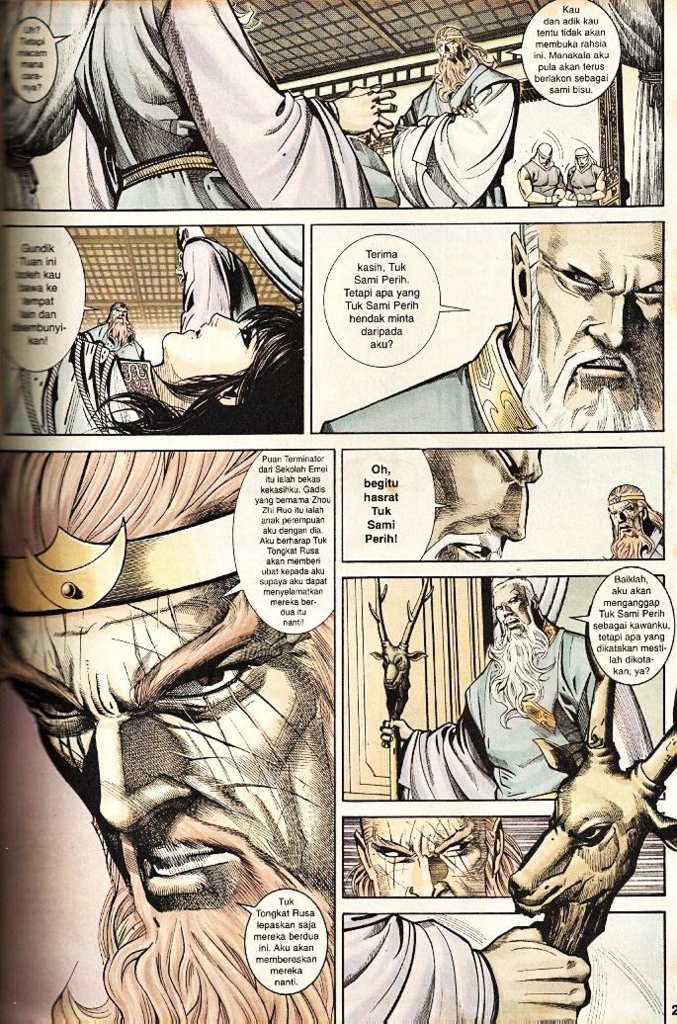 Uh?
Tetapi
macam
mana
cara-
nya?
Kau
dan adik kau
tentu tidak akan
membuka rahsia
ini. Manakala aku
pula akan terus
berlakon sebagai
sami bisu.
Gundik
Tuan ini
boleh kau
bawa ke
tempat
lain dan
disembunyi-
kan!
Terima
kasih, Tuk
Sami Perih.
Tetapi apa yang
Tuk Sami Perih
hendak minta
daripada
aku?
Puan Terminator
dari Sekolah Emei
itu ialah bekas
kekasihku. Gadis
yang bernama Zhou
Zhi Ruo itu ialah
anak perempuan
aku dengan dia.
Aku berharap Tuk
Tongkat Rusa
akan memberi
ubat kepada aku
supaya aku dapat
menyelamatkan
mereka ber-
dua itu
nanti!
Oh,
begitu
hasrat
Tuk
Sami
Perih!
Baiklah,
aku akan
menganggap
Tuk Sami Perih
sebagai kawanku,
tetapi apa yang
dikatakan mesti-
lah dikota-
kan, ya?
Tuk
Tongkat Rusa
lepaskan saja
mereka berdua
ini. Aku akan
membereskan
mereka
nanti.
2